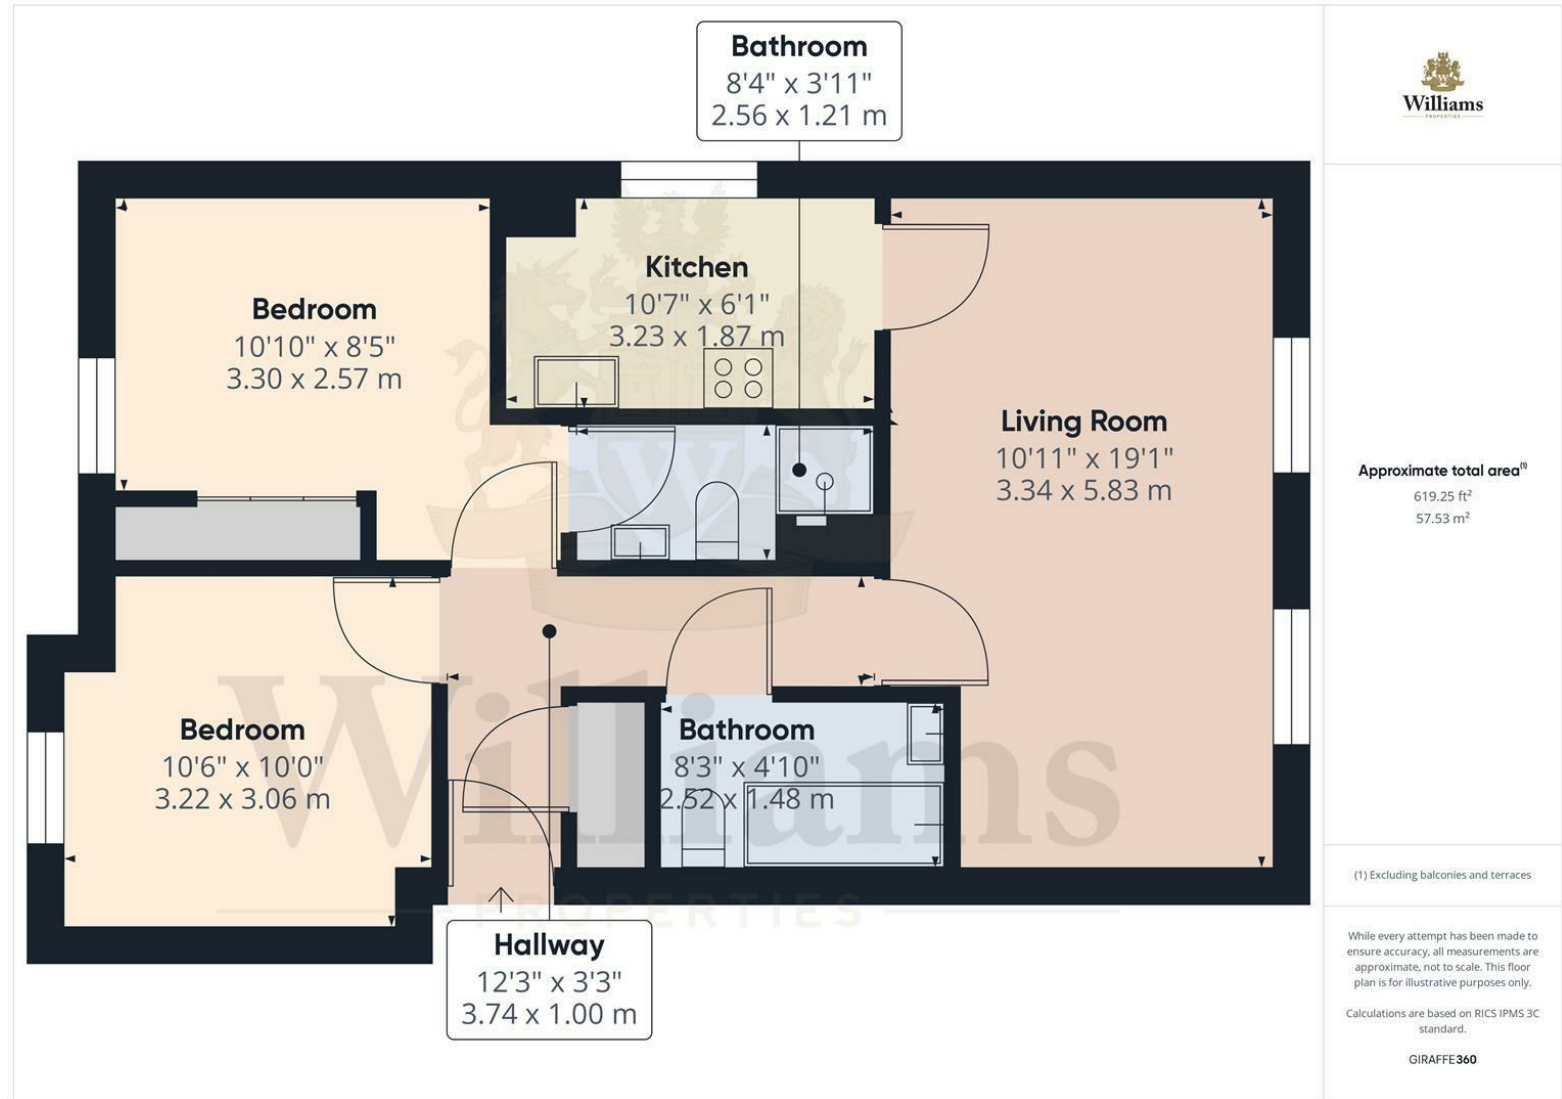 Bathroom
8'4" x 3'11"
2.56 x 1.21 m
Bedroom
10'10" x 8'5"
3.30 x 2.57 m
Kitchen
10'7" x 6'1"
3.23 x 1.87 m
Living Room
10'11" x 19'1"
3.34 x 5.83 m
Bedroom
10'6" x 10'0"
3.22 x 3.06 m
Bathroom
8'3" x 4'10"
2.52 x 1.48 m
Hallway
12'3" x 3'3"
3.74 x 1.00 m
W
Williams
PROPERTIES
W
Williams
PROPERTIES
Approximate total area(1)
619.25 ft²
57.53 m²
(1) Excluding balconies and terraces
While every attempt has been made to
ensure accuracy, all measurements are
approximate, not to scale. This floor
plan is for illustrative purposes only.
Calculations are based on RICS IPMS 3C
standard.
GIRAFFE360